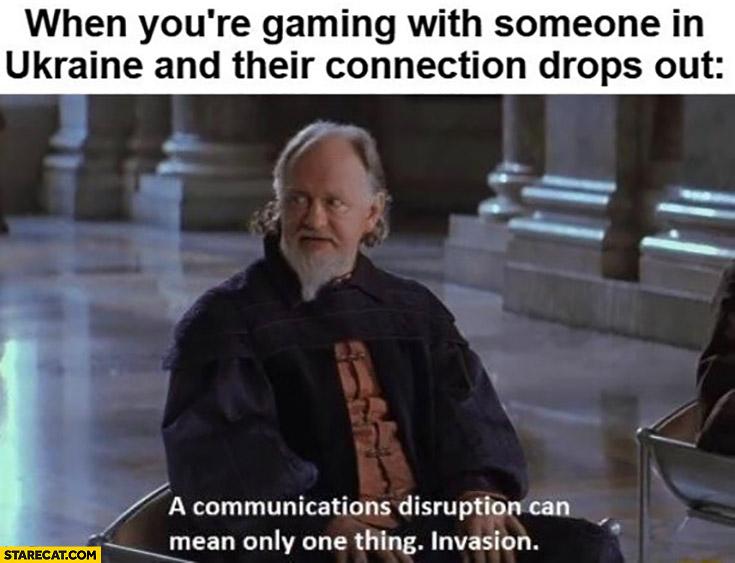 When you're gaming with someone in
Ukraine and their connection drops out:
A communications disruption can
mean only one thing. Invasion.
STARECAT.COM